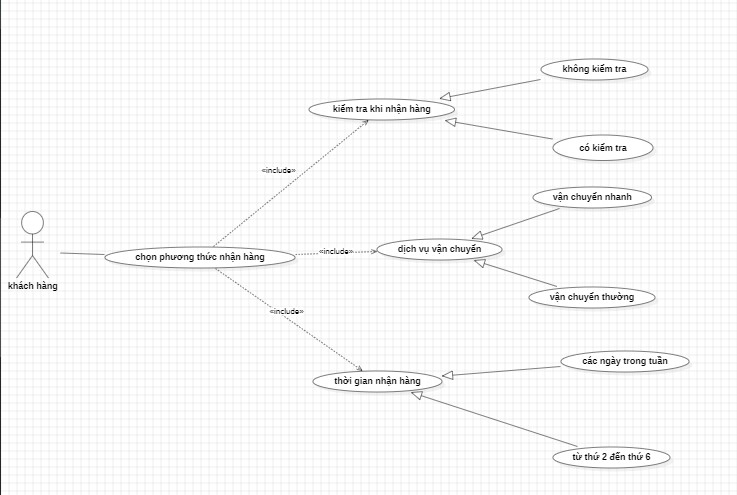 không kiểm tra
kiểm tra khi nhận hàng
có kiểm tra
«include»
vận chuyển nhanh
chọn phương thức nhận hàng
«include»
dịch vụ vận chuyển
khách hàng
vận chuyển thường
«include»
các ngày trong tuần
thời gian nhận hàng
từ thứ 2 đến thứ 6